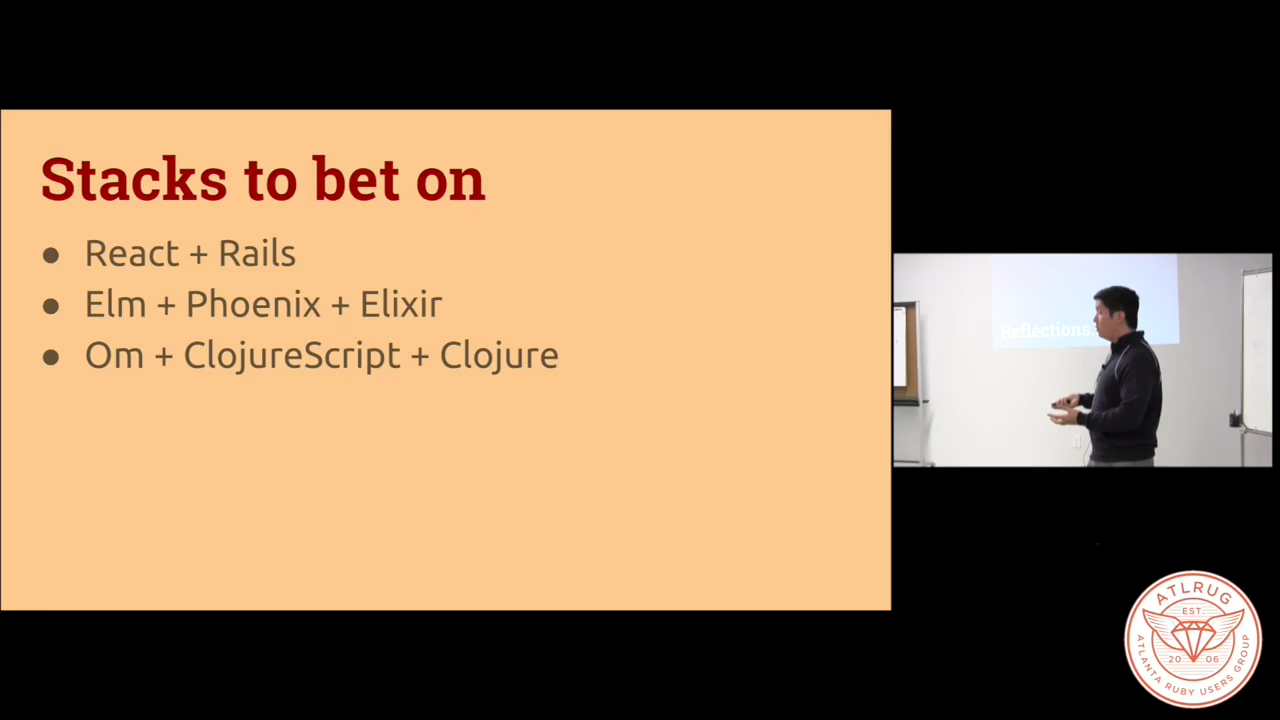 Stacks to bet on
● React + Rails
● Elm + Phoenix + Elixir
● Om + ClojureScript + Clojure
Reflections
ATLRUG
EST.
20 06
ATLANTA RUBY USERS GROUP